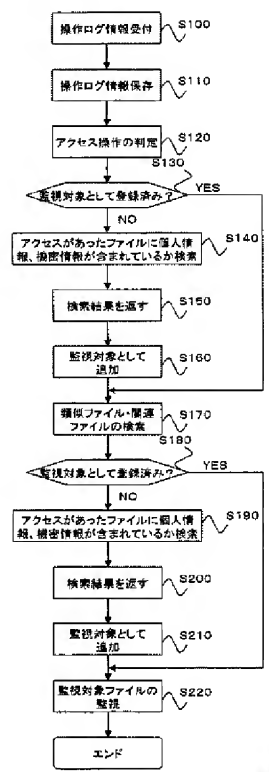 操作ログ情報受付
S100
操作ログ情報保存
S110
アクセス操作の判定
S120
S130
監視対象として登録済み？
YES
NO
アクセスがあったファイルに個人情
報、機密情報が含まれているか検索
S140
検索結果を返す
S150
監視対象として
追加
S160
類似ファイル・関連
ファイルの検索
S170
S180
監視対象として登録済み？
YES
NO
アクセスがあったファイルに個人情
報、機密情報が含まれているか検索
S190
検索結果を返す
S200
監視対象として
追加
S210
監視対象ファイルの
監視
S220
エンド